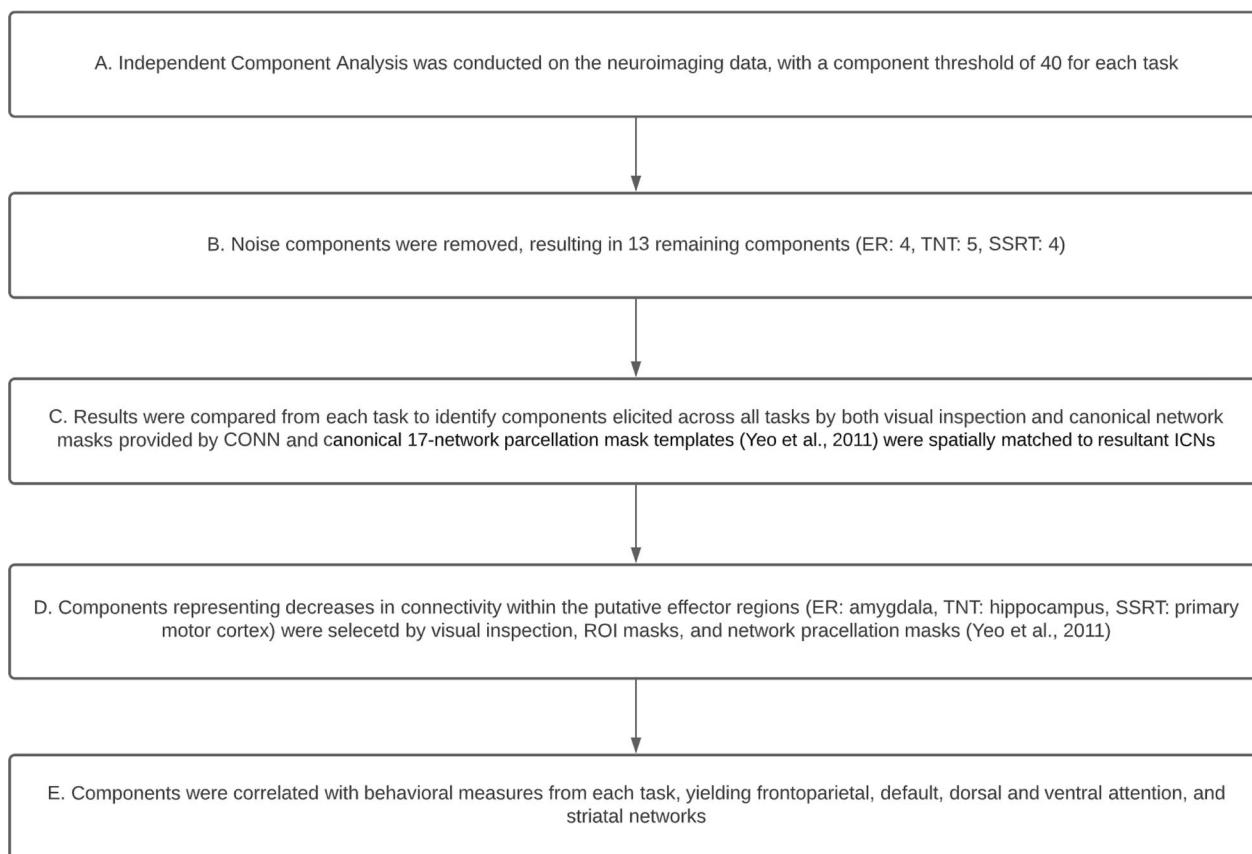 A. Independent Component Analysis was conducted on the neuroimaging data, with a component threshold of 40 for each task
B. Noise components were removed, resulting in 13 remaining components (ER: 4, TNT: 5, SSRT: 4)
C. Results were compared from each task to identify components elicited across all tasks by both visual inspection and canonical network
masks provided by CONN and canonical 17-network parcellation mask templates (Yeo et al., 2011) were spatially matched to resultant ICNs
D. Components representing decreases in connectivity within the putative effector regions (ER: amygdala, TNT: hippocampus, SSRT: primary
motor cortex) were selecetd by visual inspection, ROI masks, and network pracellation masks (Yeo et al., 2011)
E. Components were correlated with behavioral measures from each task, yielding frontoparietal, default, dorsal and ventral attention, and
striatal networks